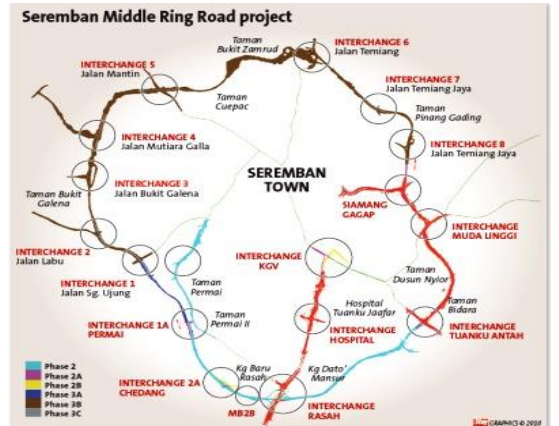 Seremban Middle Ring Road project
Taman
Bukit Zamrud
INTERCHANGE 6
Jalan Temiang
INTERCHANGE 5
Jalan Mantin
INTERCHANGE 7
Jalan Temiang Jaya
Taman
Cuepac
Taman
Pinang Gading
INTERCHANGE 4
Jalan Mutiara Galla
INTERCHANGE 8
Jalan Temiang Jaya
SEREMBAN
TOWN
INTERCHANGE 3
Jalan Bukit Galena
Taman Bukit
Galena
SIAMANG
GAGAP
INTERCHANGE
MUDA LINGGI
INTERCHANGE 2
Jalan Labu
INTERCHANGE
KGV
INTERCHANGE 1
Jalan Sg. Ujung
Taman
Permai
Taman
Dusun Nyior
Hospital
Tuanku Jaafar
Taman
Bidara
Taman
Permai II
INTERCHANGE 1A
PERMAI
INTERCHANGE
HOSPITAL
INTERCHANGE
TUANKU ANTAH
Kg Baru
Rasah
Kg Dato'
Mansur
INTERCHANGE 2A
CHEDANG
MB2B
INTERCHANGE
RASAH
Phase 2
Phase 2A
Phase 2B
Phase 3A
Phase 3B
Phase 3C
GRAPHICS © 2010